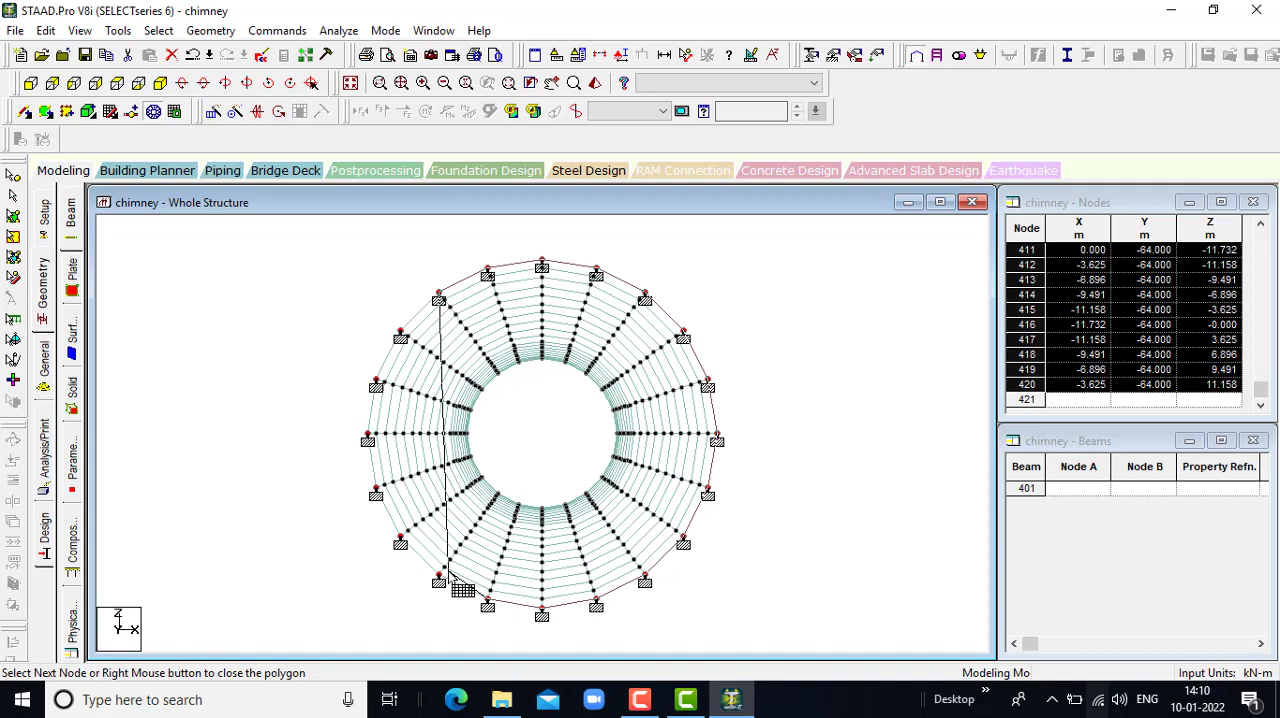 STAAD.Pro V8i (SELECTseries 6) - chimney
File Edit View Tools Select Geometry Commands Analyze Mode Window Help
Modeling Building Planner Piping Bridge Deck Postprocessing Foundation Design Steel Design RAM Connection Concrete Design Advanced Slab Design Earthquake
Setup
Geometry
General
Analysis/Print
Design
Beam
Plate
Surf...
Solid
Parame...
Compos...
Physica...
chimney - Whole Structure
Z
Y X
chimney - Nodes
Node X m Y m Z m
411 0.000 -64.000 -11.732
412 -3.625 -64.000 -11.158
413 -6.896 -64.000 -9.491
414 -9.491 -64.000 -6.896
415 -11.158 -64.000 -3.625
416 -11.732 -64.000 -0.000
417 -11.158 -64.000 3.625
418 -9.491 -64.000 6.896
419 -6.896 -64.000 9.491
420 -3.625 -64.000 11.158
421
chimney - Beams
Beam Node A Node B Property Refn.
401
Select Next Node or Right Mouse button to close the polygon
Modeling Mo
Input Units: kN-m
Type here to search
Desktop
ENG
14:10
10-01-2022
1